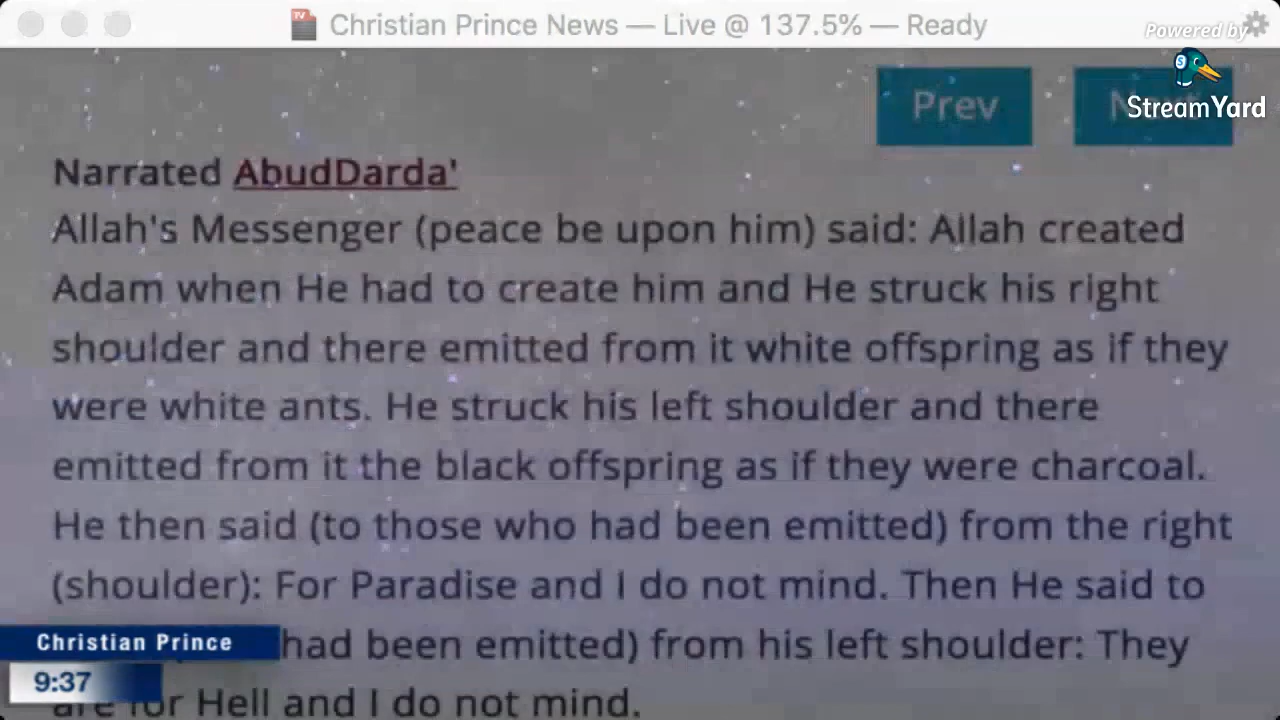 Christian Prince News — Live @ 137.5% — Ready
Powered by
StreamYard
Prev
Next
Narrated AbudDarda'
Allah's Messenger (peace be upon him) said: Allah created
Adam when He had to create him and He struck his right
shoulder and there emitted from it white offspring as if they
were white ants. He struck his left shoulder and there
emitted from it the black offspring as if they were charcoal.
He then said (to those who had been emitted) from the right
(shoulder): For Paradise and I do not mind. Then He said to
had been emitted) from his left shoulder: They
are for Hell and I do not mind.
Christian Prince
9:37